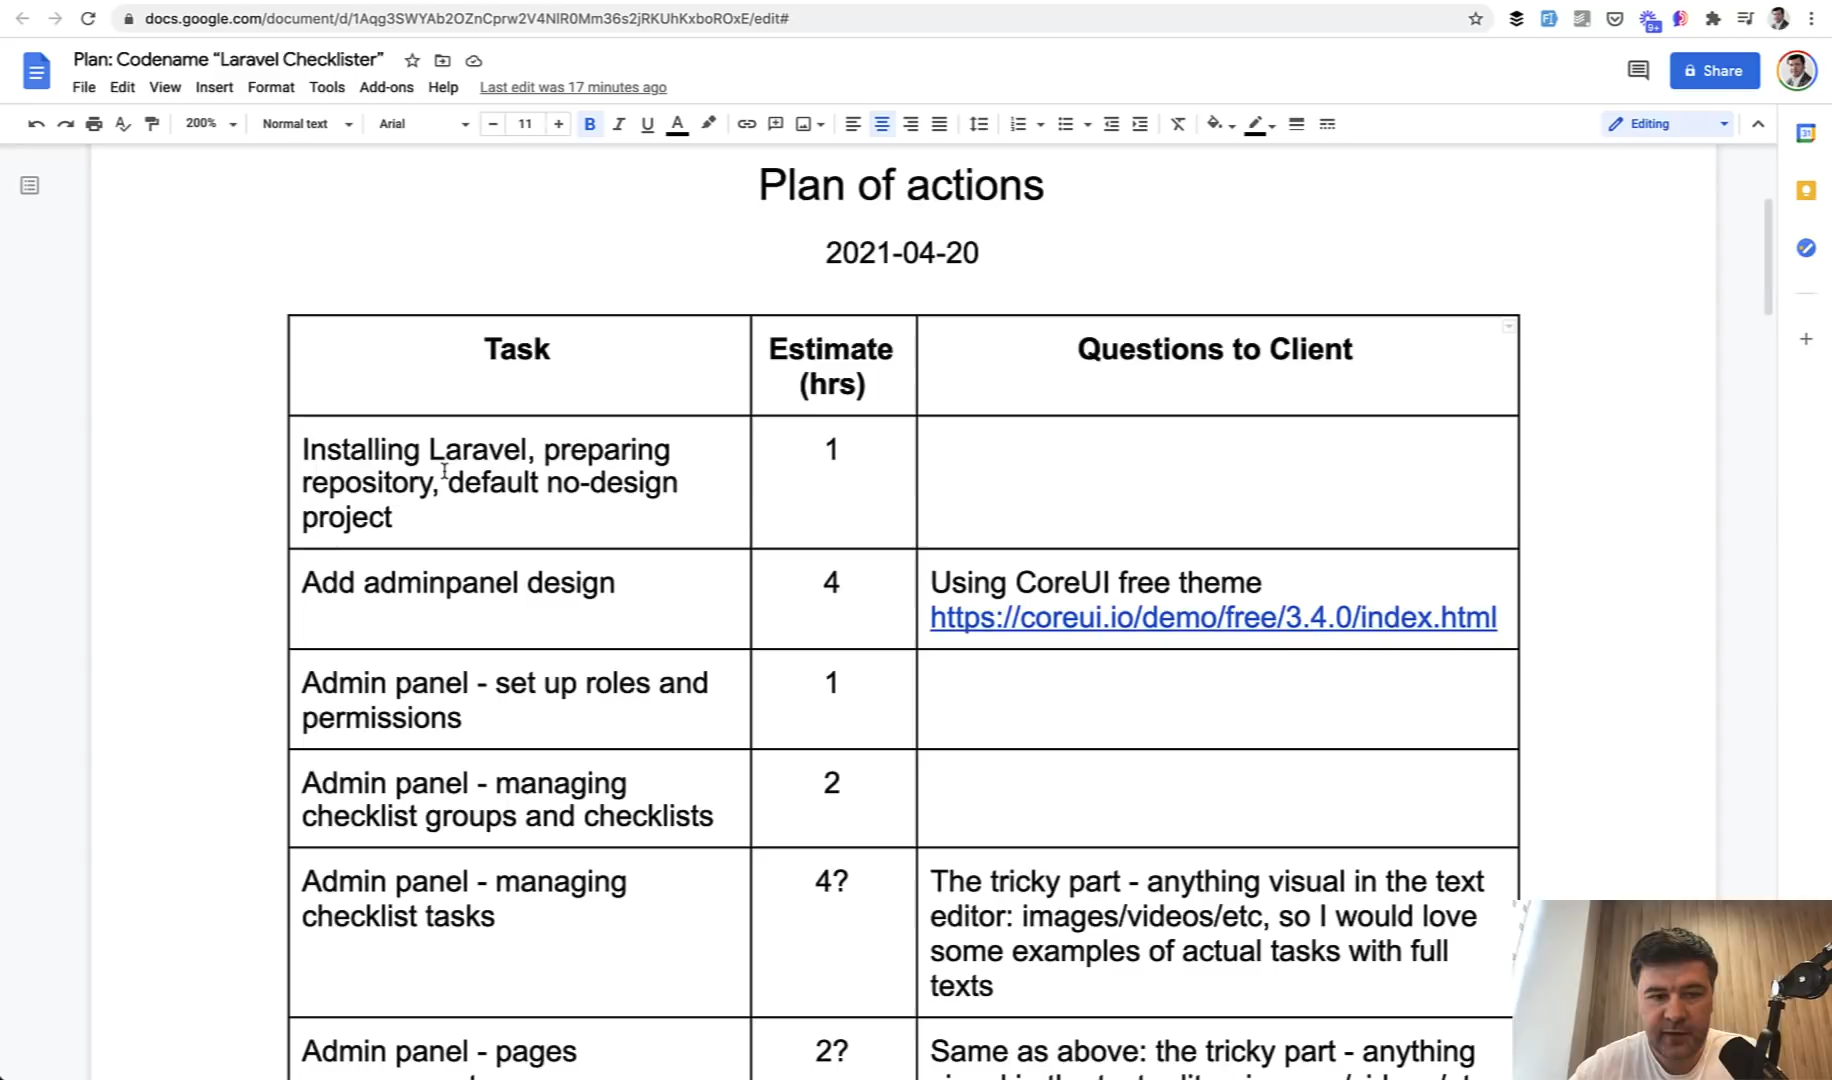 docs.google.com/document/d/1Aqg3SWYAb2OZnCprw2V4NlR0Mm36s2jRKUhKxboROxE/edit#
9+
Plan: Codename “Laravel Checklister”
File Edit View Insert Format Tools Add-ons Help Last edit was 17 minutes ago
Share
200% Normal text Arial 11 B I U A Editing
31
Plan of actions
2021-04-20
Task
Estimate
(hrs)
Questions to Client
Installing Laravel, preparing
repository, default no-design
project
1
Add adminpanel design
4
Using CoreUI free theme
https://coreui.io/demo/free/3.4.0/index.html
Admin panel - set up roles and
permissions
1
Admin panel - managing
checklist groups and checklists
2
Admin panel - managing
checklist tasks
4?
The tricky part - anything visual in the text
editor: images/videos/etc, so I would love
some examples of actual tasks with full
texts
Admin panel - pages
2?
Same as above: the tricky part - anything